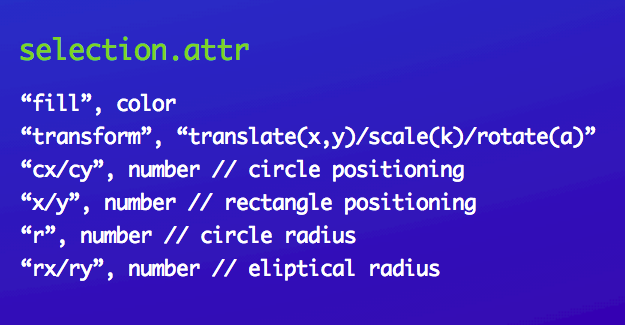 selection.attr
“fill”, color
“transform”, “translate(x,y)/scale(k)/rotate(a)”
“cx/cy”, number // circle positioning
“x/y”, number // rectangle positioning
“r”, number // circle radius
“rx/ry”, number // eliptical radius